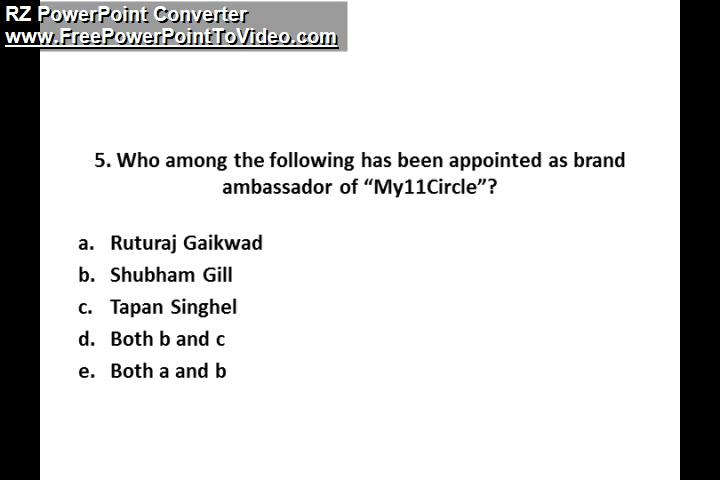 RZ PowerPoint Converter
www.FreePowerPointToVideo.com
5. Who among the following has been appointed as brand
ambassador of “My11Circle”?
a. Ruturaj Gaikwad
b. Shubham Gill
c. Tapan Singhel
d. Both b and c
e. Both a and b